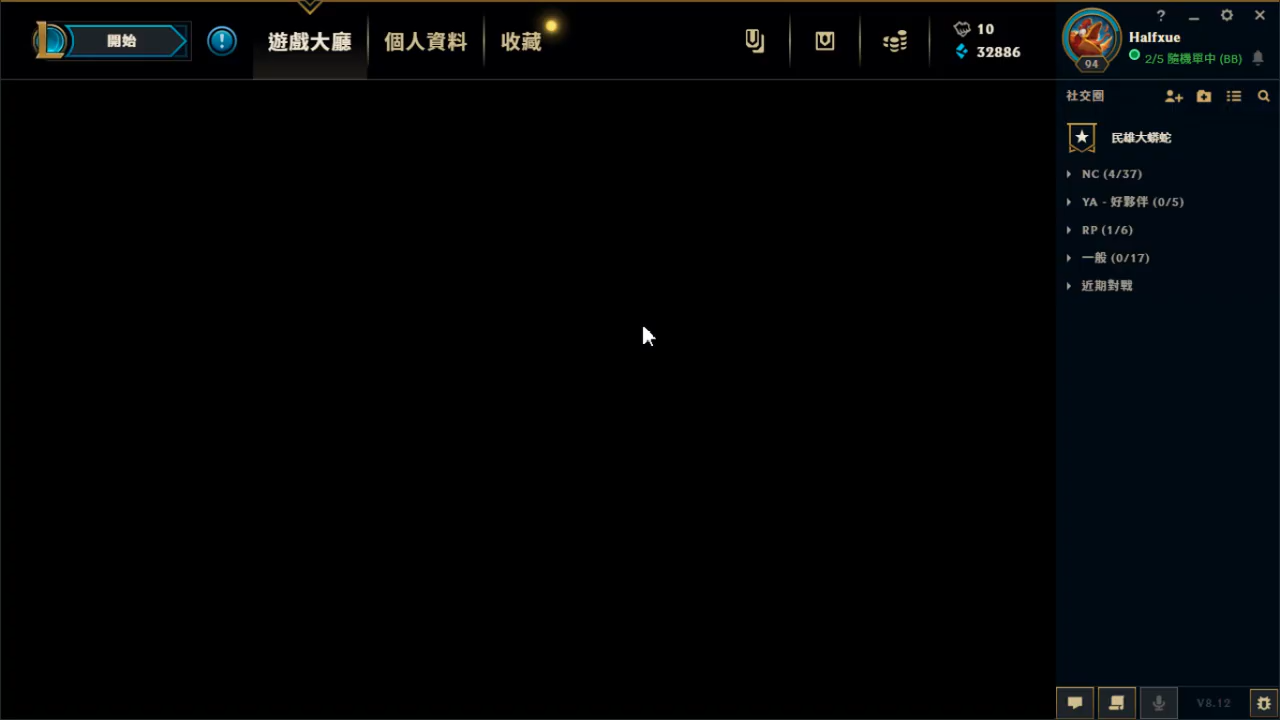 開始
遊戲大廳
個人資料
收藏
10
32886
94
Halfxue
2/5 隨機單中 (BB)
社交圈
民雄大蟒蛇
NC (4/37)
YA - 好夥伴 (0/5)
RP (1/6)
一般 (0/17)
近期對戰
V8.12